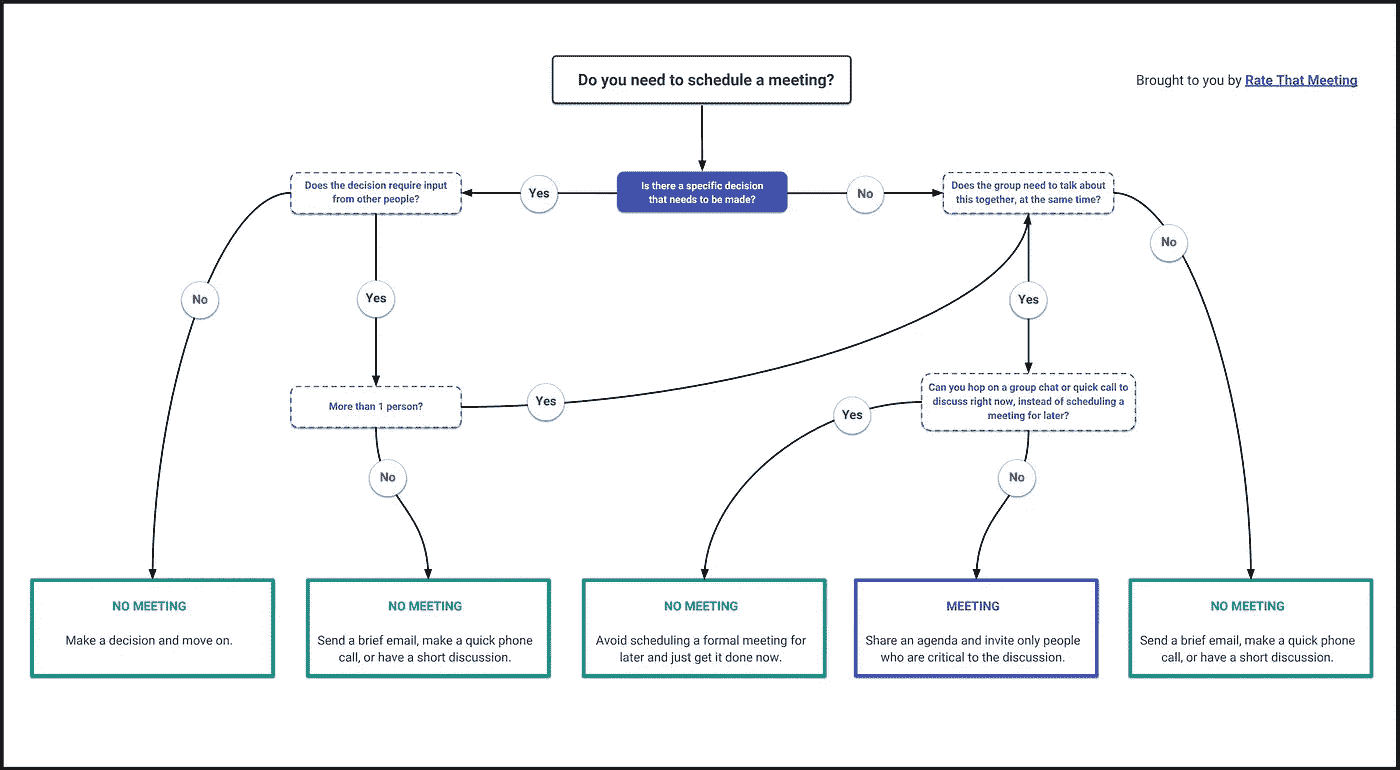 Do you need to schedule a meeting?
Brought to you by Rate That Meeting
Does the decision require input
from other people?
Yes
Is there a specific decision
that needs to be made?
No
Does the group need to talk about
this together, at the same time?
No
No
Yes
Yes
More than 1 person?
Yes
Can you hop on a group chat or quick call to
discuss right now, instead of scheduling a
meeting for later?
Yes
No
No
NO MEETING
Make a decision and move on.
NO MEETING
Send a brief email, make a quick phone
call, or have a short discussion.
NO MEETING
Avoid scheduling a formal meeting for
later and just get it done now.
MEETING
Share an agenda and invite only people
who are critical to the discussion.
NO MEETING
Send a brief email, make a quick phone
call, or have a short discussion.